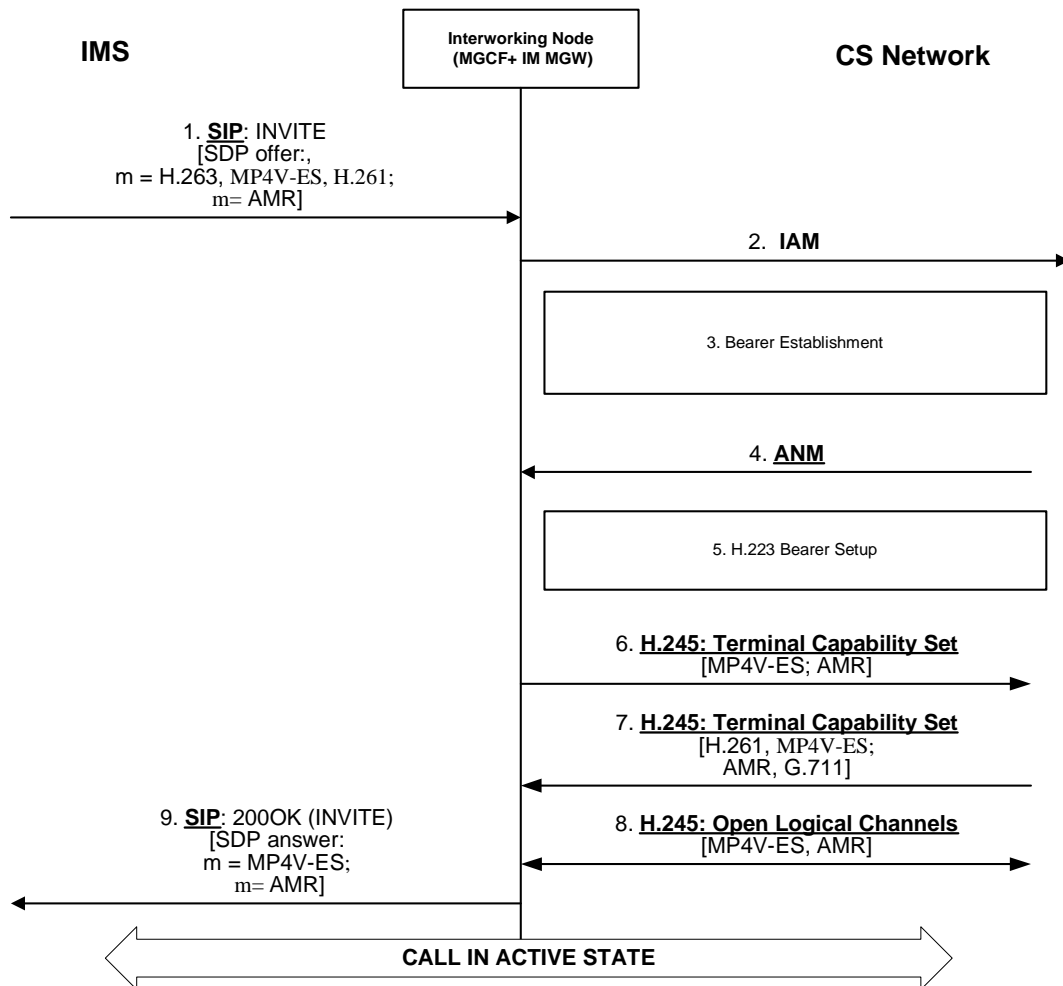 IMS
Interworking Node
(MGCF+ IM MGW)
CS Network
1. SIP: INVITE
[SDP offer:,
m = H.263, MP4V-ES, H.261;
m= AMR]
2. IAM
3. Bearer Establishment
4. ANM
5. H.223 Bearer Setup
6. H.245: Terminal Capability Set
[MP4V-ES; AMR]
7. H.245: Terminal Capability Set
[H.261, MP4V-ES;
AMR, G.711]
8. H.245: Open Logical Channels
[MP4V-ES, AMR]
9. SIP: 200OK (INVITE)
[SDP answer:
m = MP4V-ES;
m= AMR]
CALL IN ACTIVE STATE